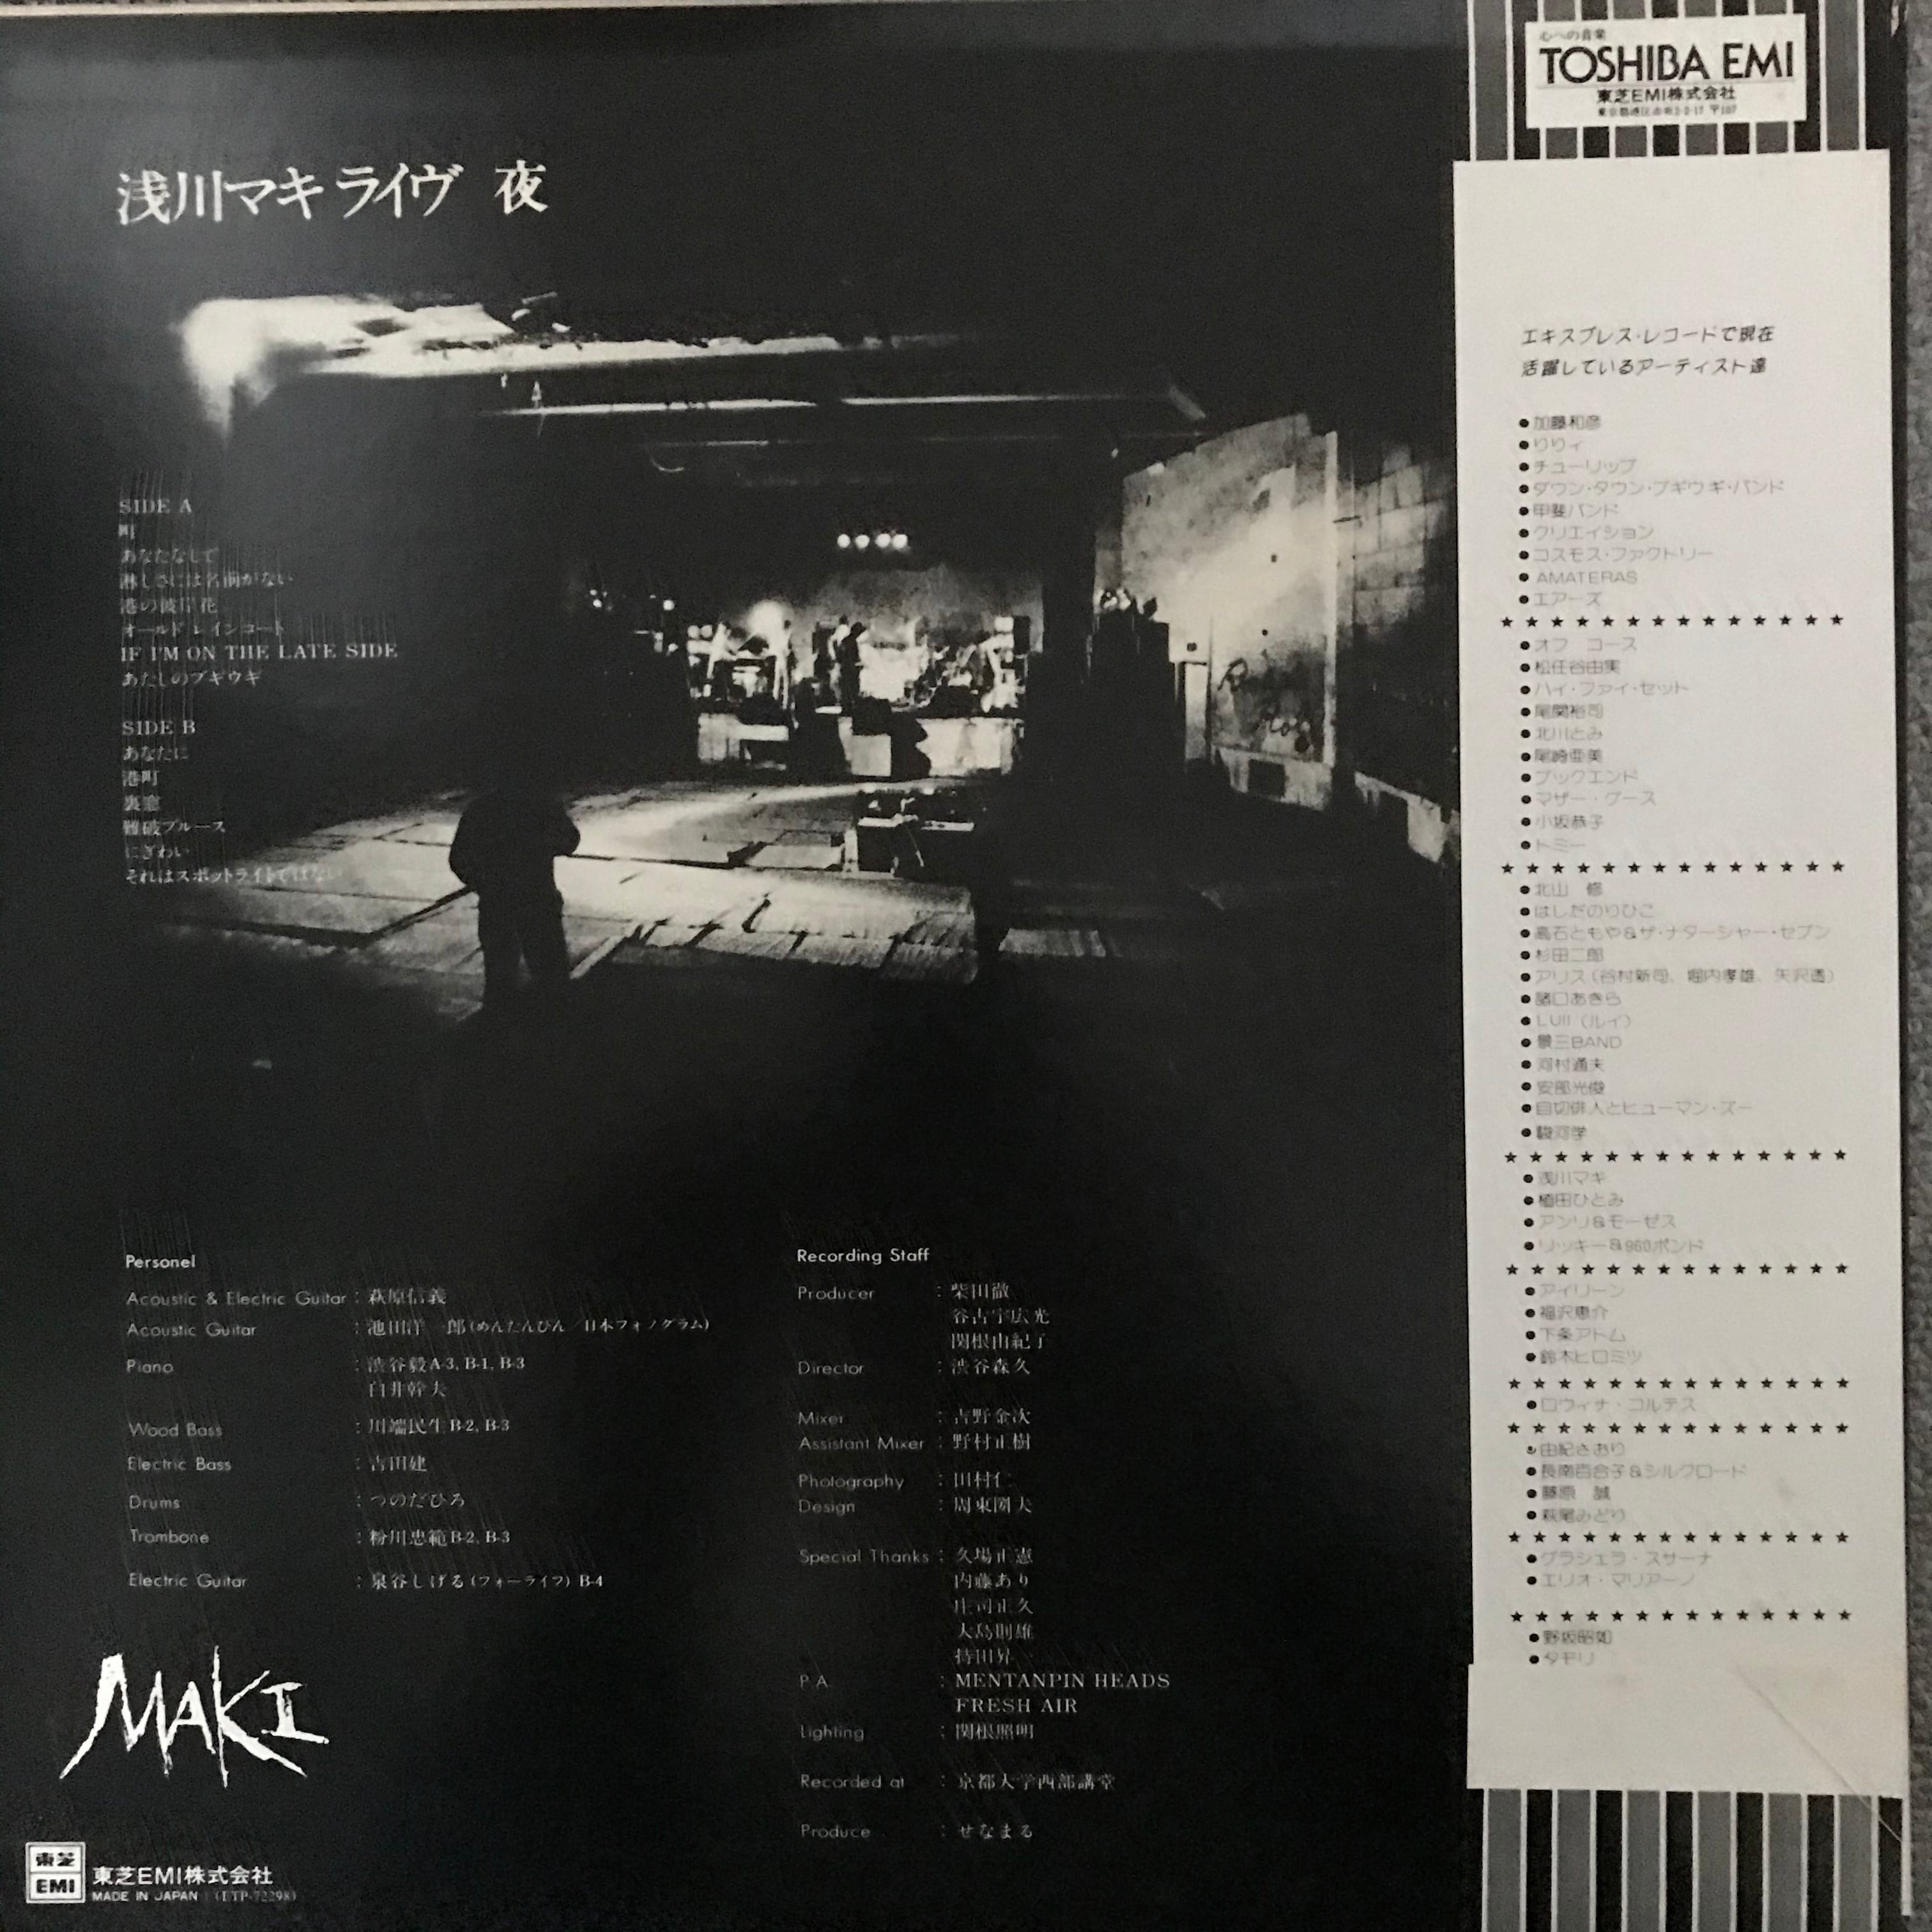 浅川マキ ライヴ 夜
SIDE A
町
あなたなしで
淋しさには名前がない
港の彼岸花
オールド レインコート
IF I'M ON THE LATE SIDE
あたしのブギウギ
SIDE B
あなたに
港町
裏窓
難破ブルース
にぎわい
それはスポットライトではない
Personel
Acoustic & Electric Guitar : 萩原信義
Acoustic Guitar : 池田洋一郎 (めんたんぴん/日本フォノグラム)
Piano : 渋谷毅 A-3, B-1, B-3
白井幹夫
Wood Bass : 川端民生 B-2, B-3
Electric Bass : 吉田建
Drums : つのだひろ
Trombone : 粉川忠範 B-2, B-3
Electric Guitar : 泉谷しげる (フォーライフ) B-4
MAKI
東芝
EMI
東芝EMI株式会社
MADE IN JAPAN (ETP-72298)
Recording Staff
Producer : 柴田徹
谷古宇広光
関根由紀子
Director : 渋谷森久
Mixer : 吉野金次
Assistant Mixer : 野村正樹
Photography : 田村仁
Design : 周東圀夫
Special Thanks : 久場正憲
内藤あり
庄司正久
大島則雄
持田昇一
P A : MENTANPIN HEADS
FRESH AIR
Lighting : 関根照明
Recorded at : 京都大学西部講堂
Produce : せなまる
心への音楽
TOSHIBA EMI
東芝EMI株式会社
東京都港区赤坂2-2-17 〒107
エキスプレス・レコードで現在
活躍しているアーティスト達
●加藤和彦
●りりィ
●チューリップ
●ダウン・タウン・ブギウギ・バンド
●甲斐バンド
●クリエイション
●コスモス・ファクトリー
●AMATERAS
●エアーズ
★★★★★★★★★★★★★★
●オフ コース
●松任谷由実
●ハイ・ファイ・セット
●尾関裕司
●北川とみ
●尾崎亜美
●ブックエンド
●マザー・グース
●小坂恭子
●トミー
★★★★★★★★★★★★★★
●北山 修
●はしだのりひこ
●高石ともや&ザ・ナターシャー・セブン
●杉田二郎
●アリス (谷村新司、堀内孝雄、矢沢透)
●諸口あきら
●LUII (ルイ)
●景三BAND
●河村通夫
●安部光俊
●自切俳人とヒューマン・ズー
●駿河学
★★★★★★★★★★★★★★
●浅川マキ
●植田ひとみ
●アンリ&モーゼス
●リッキー&960ポンド
★★★★★★★★★★★★★★
●アイリーン
●福沢恵介
●下条アトム
●鈴木ヒロミツ
★★★★★★★★★★★★★★
●ロウィナ・コルテス
★★★★★★★★★★★★★★
●由紀さおり
●長南百合子&シルクロード
●藤原 誠
●萩尾みどり
★★★★★★★★★★★★★★
●グラシェラ・スサーナ
●エリオ・マリアーノ
★★★★★★★★★★★★★★
●野坂昭如
●タモリ